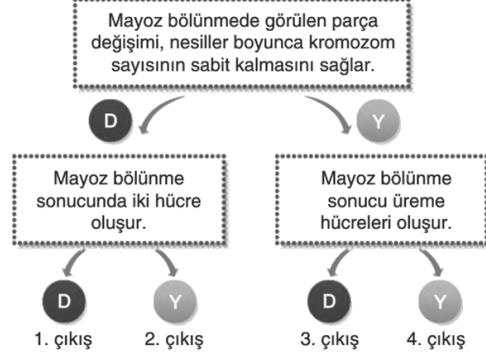 Mayoz bölünmede görülen parça
değişimi, nesiller boyunca kromozom
sayısının sabit kalmasını sağlar.
D
Y
Mayoz bölünme
sonucunda iki hücre
oluşur.
Mayoz bölünme
sonucu üreme
hücreleri oluşur.
D
Y
D
Y
1. çıkış
2. çıkış
3. çıkış
4. çıkış